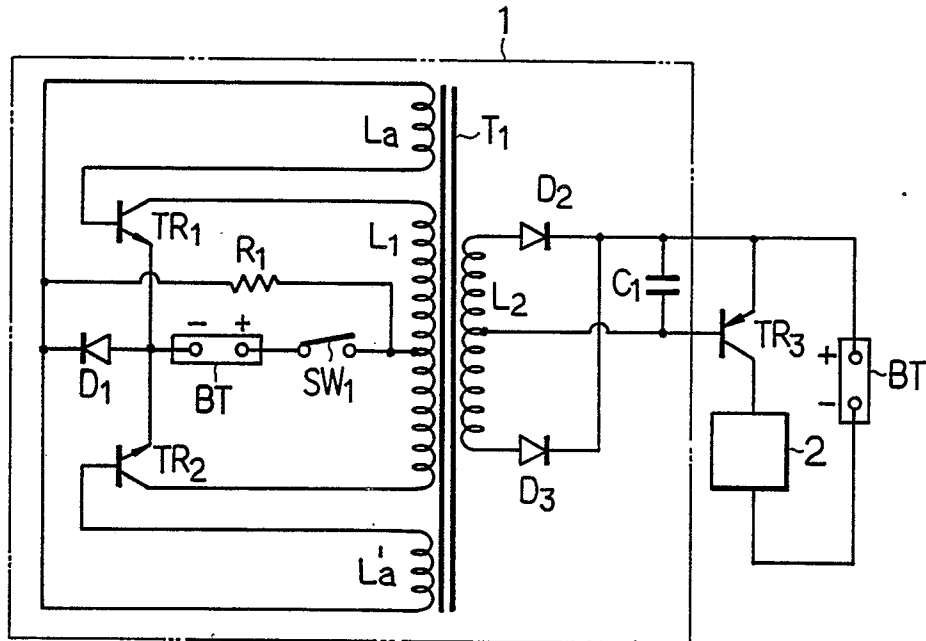 1
La
T1
D2
TR1
L1
R1
L2
C1
TR3
- +
D1
BT
SW1
+
-
BT
TR2
2
D3
L'a